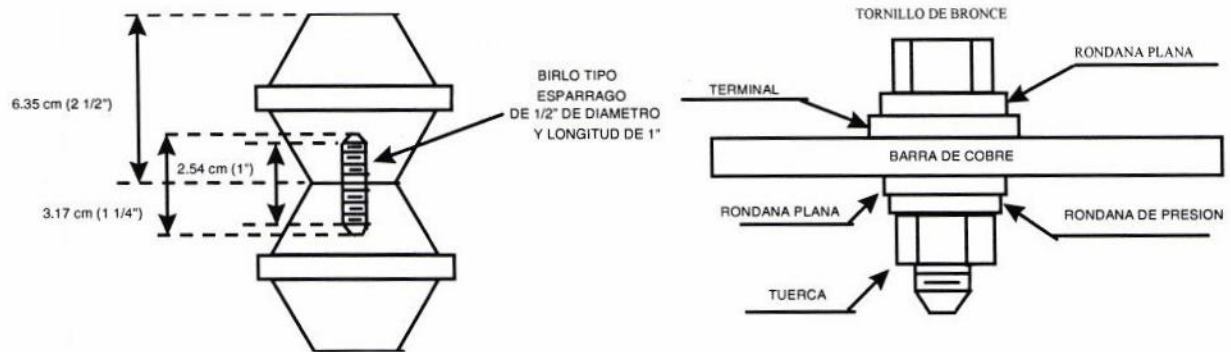 6.35 cm (2 1/2")
2.54 cm (1")
3.17 cm (1 1/4")
BIRLO TIPO
ESPARRAGO
DE 1/2" DE DIAMETRO
Y LONGITUD DE 1"
TORNILLO DE BRONCE
RONDANA PLANA
TERMINAL
BARRA DE COBRE
RONDANA PLANA
RONDANA DE PRESION
TUERCA